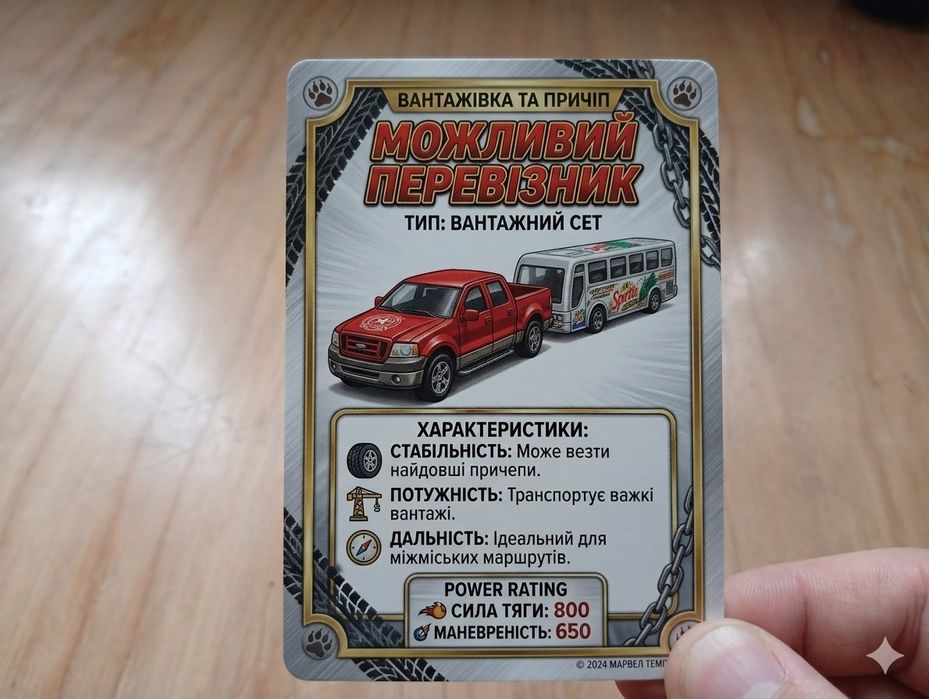 ВАНТАЖІВКА ТА ПРИЧІП
МОЖЛИВИЙ
ПЕРЕВІЗНИК
ТИП: ВАНТАЖНИЙ СЕТ
Spirite
ХАРАКТЕРИСТИКИ:
СТАБІЛЬНІСТЬ: Може везти
найдовші причепи.
ПОТУЖНІСТЬ: Транспортує важкі
вантажі.
ДАЛЬНІСТЬ: Ідеальний для
міжміських маршрутів.
POWER RATING
СИЛА ТЯГИ: 800
МАНЕВРЕНІСТЬ: 650
© 2024 МАРВЕЛ